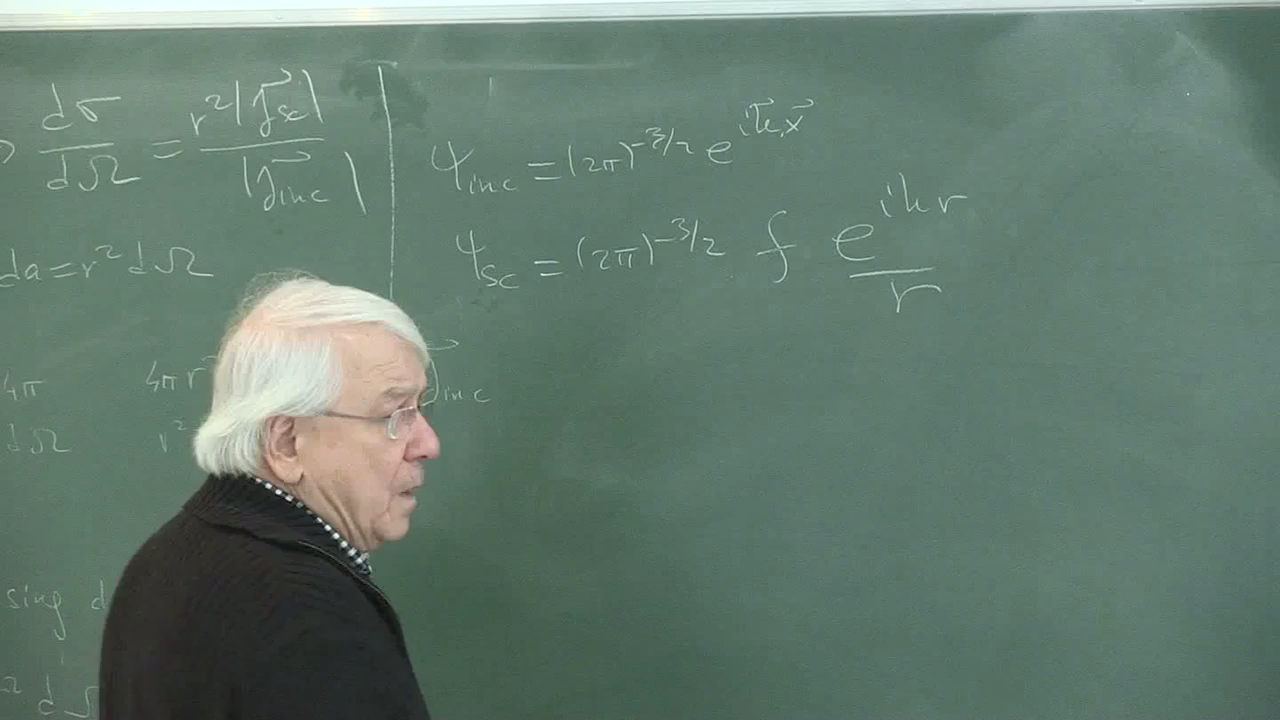 dσ/dΩ = r²|j⃗sc| / |j⃗inc|
da = r² dΩ
4π 4πr²
dΩ r²
ψinc = (2π)^-3/2 e^ik⃗·x⃗
ψsc = (2π)^-3/2 f e^ikr / r
j⃗inc